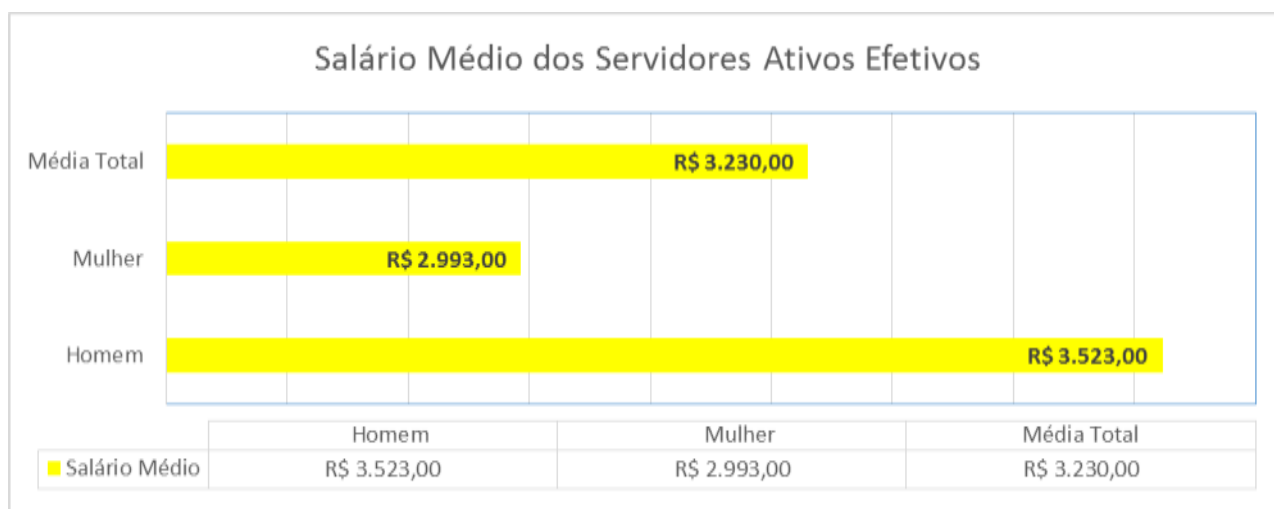 Salário Médio dos Servidores Ativos Efetivos
Média Total
R$ 3.230,00
Mulher
R$ 2.993,00
Homem
R$ 3.523,00
Homem Mulher Média Total
Salário Médio R$ 3.523,00 R$ 2.993,00 R$ 3.230,00